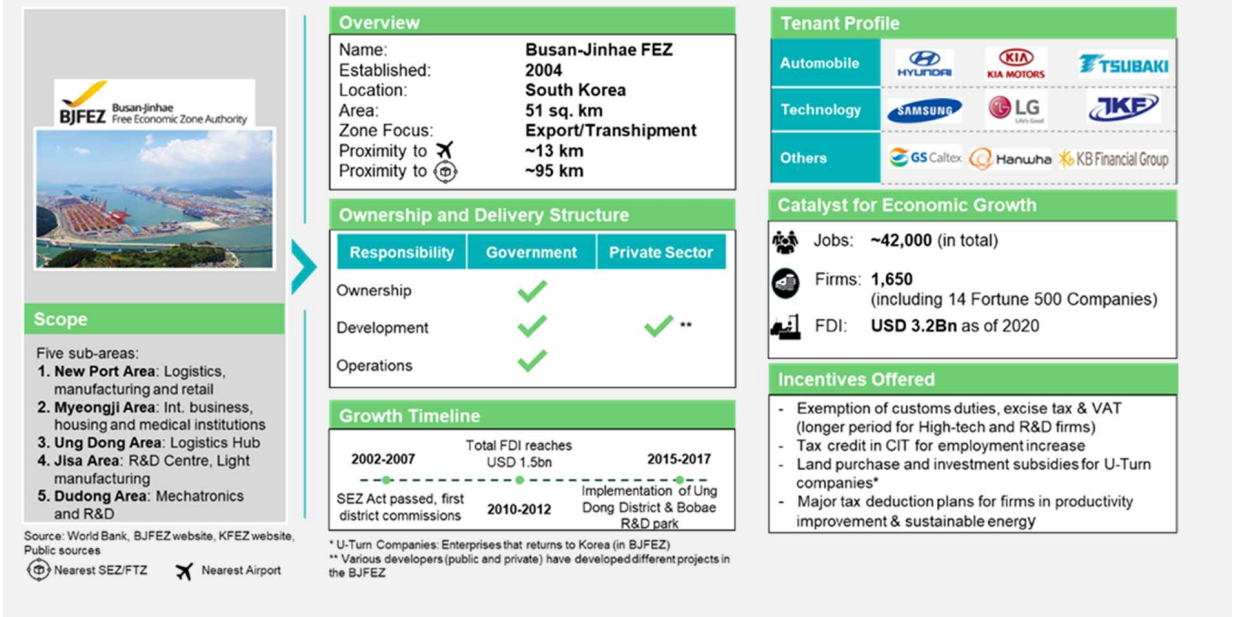 BJFEZ Busan-Jinhae
Free Economic Zone Authority
Scope
Five sub-areas:
1. New Port Area: Logistics,
manufacturing and retail
2. Myeongji Area: Int. business,
housing and medical institutions
3. Ung Dong Area: Logistics Hub
4. Jisa Area: R&D Centre, Light
manufacturing
5. Dudong Area: Mechatronics
and R&D
Source: World Bank, BJFEZ website, KFEZ website,
Public sources
Nearest SEZ/FTZ Nearest Airport
Overview
Name: Busan-Jinhae FEZ
Established: 2004
Location: South Korea
Area: 51 sq. km
Zone Focus: Export/Transhipment
Proximity to ~13 km
Proximity to ~95 km
Ownership and Delivery Structure
Responsibility Government Private Sector
Ownership
Development **
Operations
Growth Timeline
2002-2007
SEZ Act passed, first
district commissions
Total FDI reaches
USD 1.5bn
2010-2012
2015-2017
Implementation of Ung
Dong District & Bobae
R&D park
* U-Turn Companies: Enterprises that returns to Korea (in BJFEZ)
** Various developers (public and private) have developed different projects in
the BJFEZ
Tenant Profile
Automobile HYUNDAI KIA KIA MOTORS TSUBAKI
Technology SAMSUNG LG Life's Good JKF
Others GS Caltex Hanwha KB Financial Group
Catalyst for Economic Growth
Jobs: ~42,000 (in total)
Firms: 1,650
(including 14 Fortune 500 Companies)
FDI: USD 3.2Bn as of 2020
Incentives Offered
- Exemption of customs duties, excise tax & VAT
(longer period for High-tech and R&D firms)
- Tax credit in CIT for employment increase
- Land purchase and investment subsidies for U-Turn
companies*
- Major tax deduction plans for firms in productivity
improvement & sustainable energy